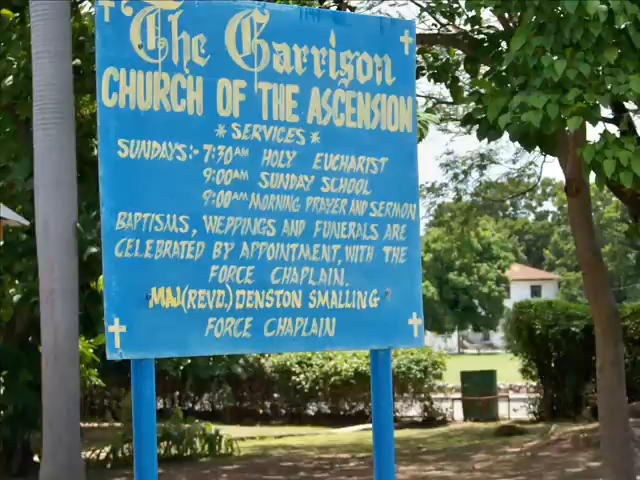 The Garrison
CHURCH OF THE ASCENSION
* SERVICES *
SUNDAYS:- 7:30AM HOLY EUCHARIST
9:00AM SUNDAY SCHOOL
9:00AM MORNING PRAYER AND SERMON
BAPTISMS, WEDDINGS AND FUNERALS ARE
CELEBRATED BY APPOINTMENT, WITH THE
FORCE CHAPLAIN.
MAJ(REVD.) DENSTON SMALLING
FORCE CHAPLAIN